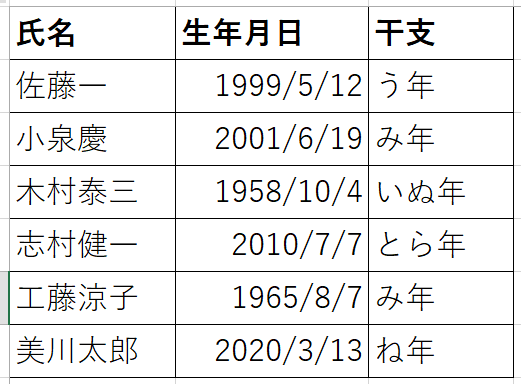 氏名 生年月日 干支
佐藤一 1999/5/12 う年
小泉慶 2001/6/19 み年
木村泰三 1958/10/4 いぬ年
志村健一 2010/7/7 とら年
工藤涼子 1965/8/7 み年
美川太郎 2020/3/13 ね年